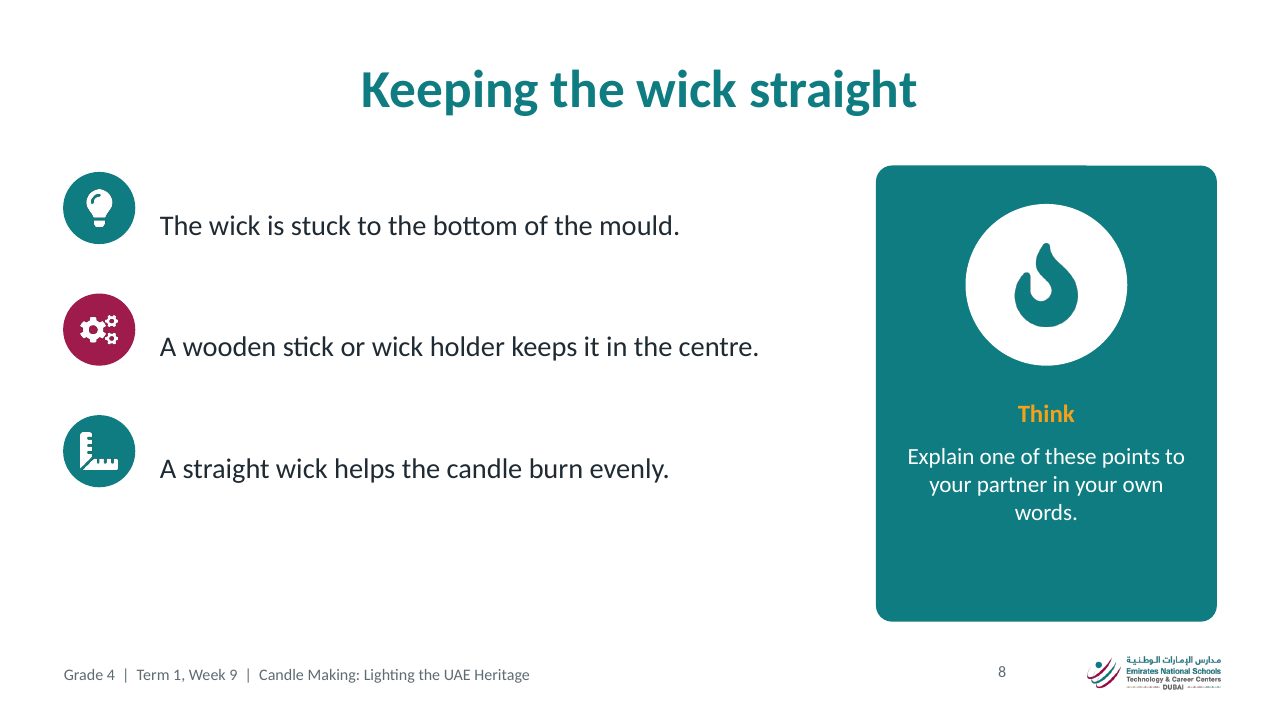 Keeping the wick straight
The wick is stuck to the bottom of the mould.
A wooden stick or wick holder keeps it in the centre.
A straight wick helps the candle burn evenly.
Think
Explain one of these points to
your partner in your own
words.
Grade 4 | Term 1, Week 9 | Candle Making: Lighting the UAE Heritage
8
مدارس الإمارات الوطنية
Emirates National Schools
Technology & Career Centers
DUBAI